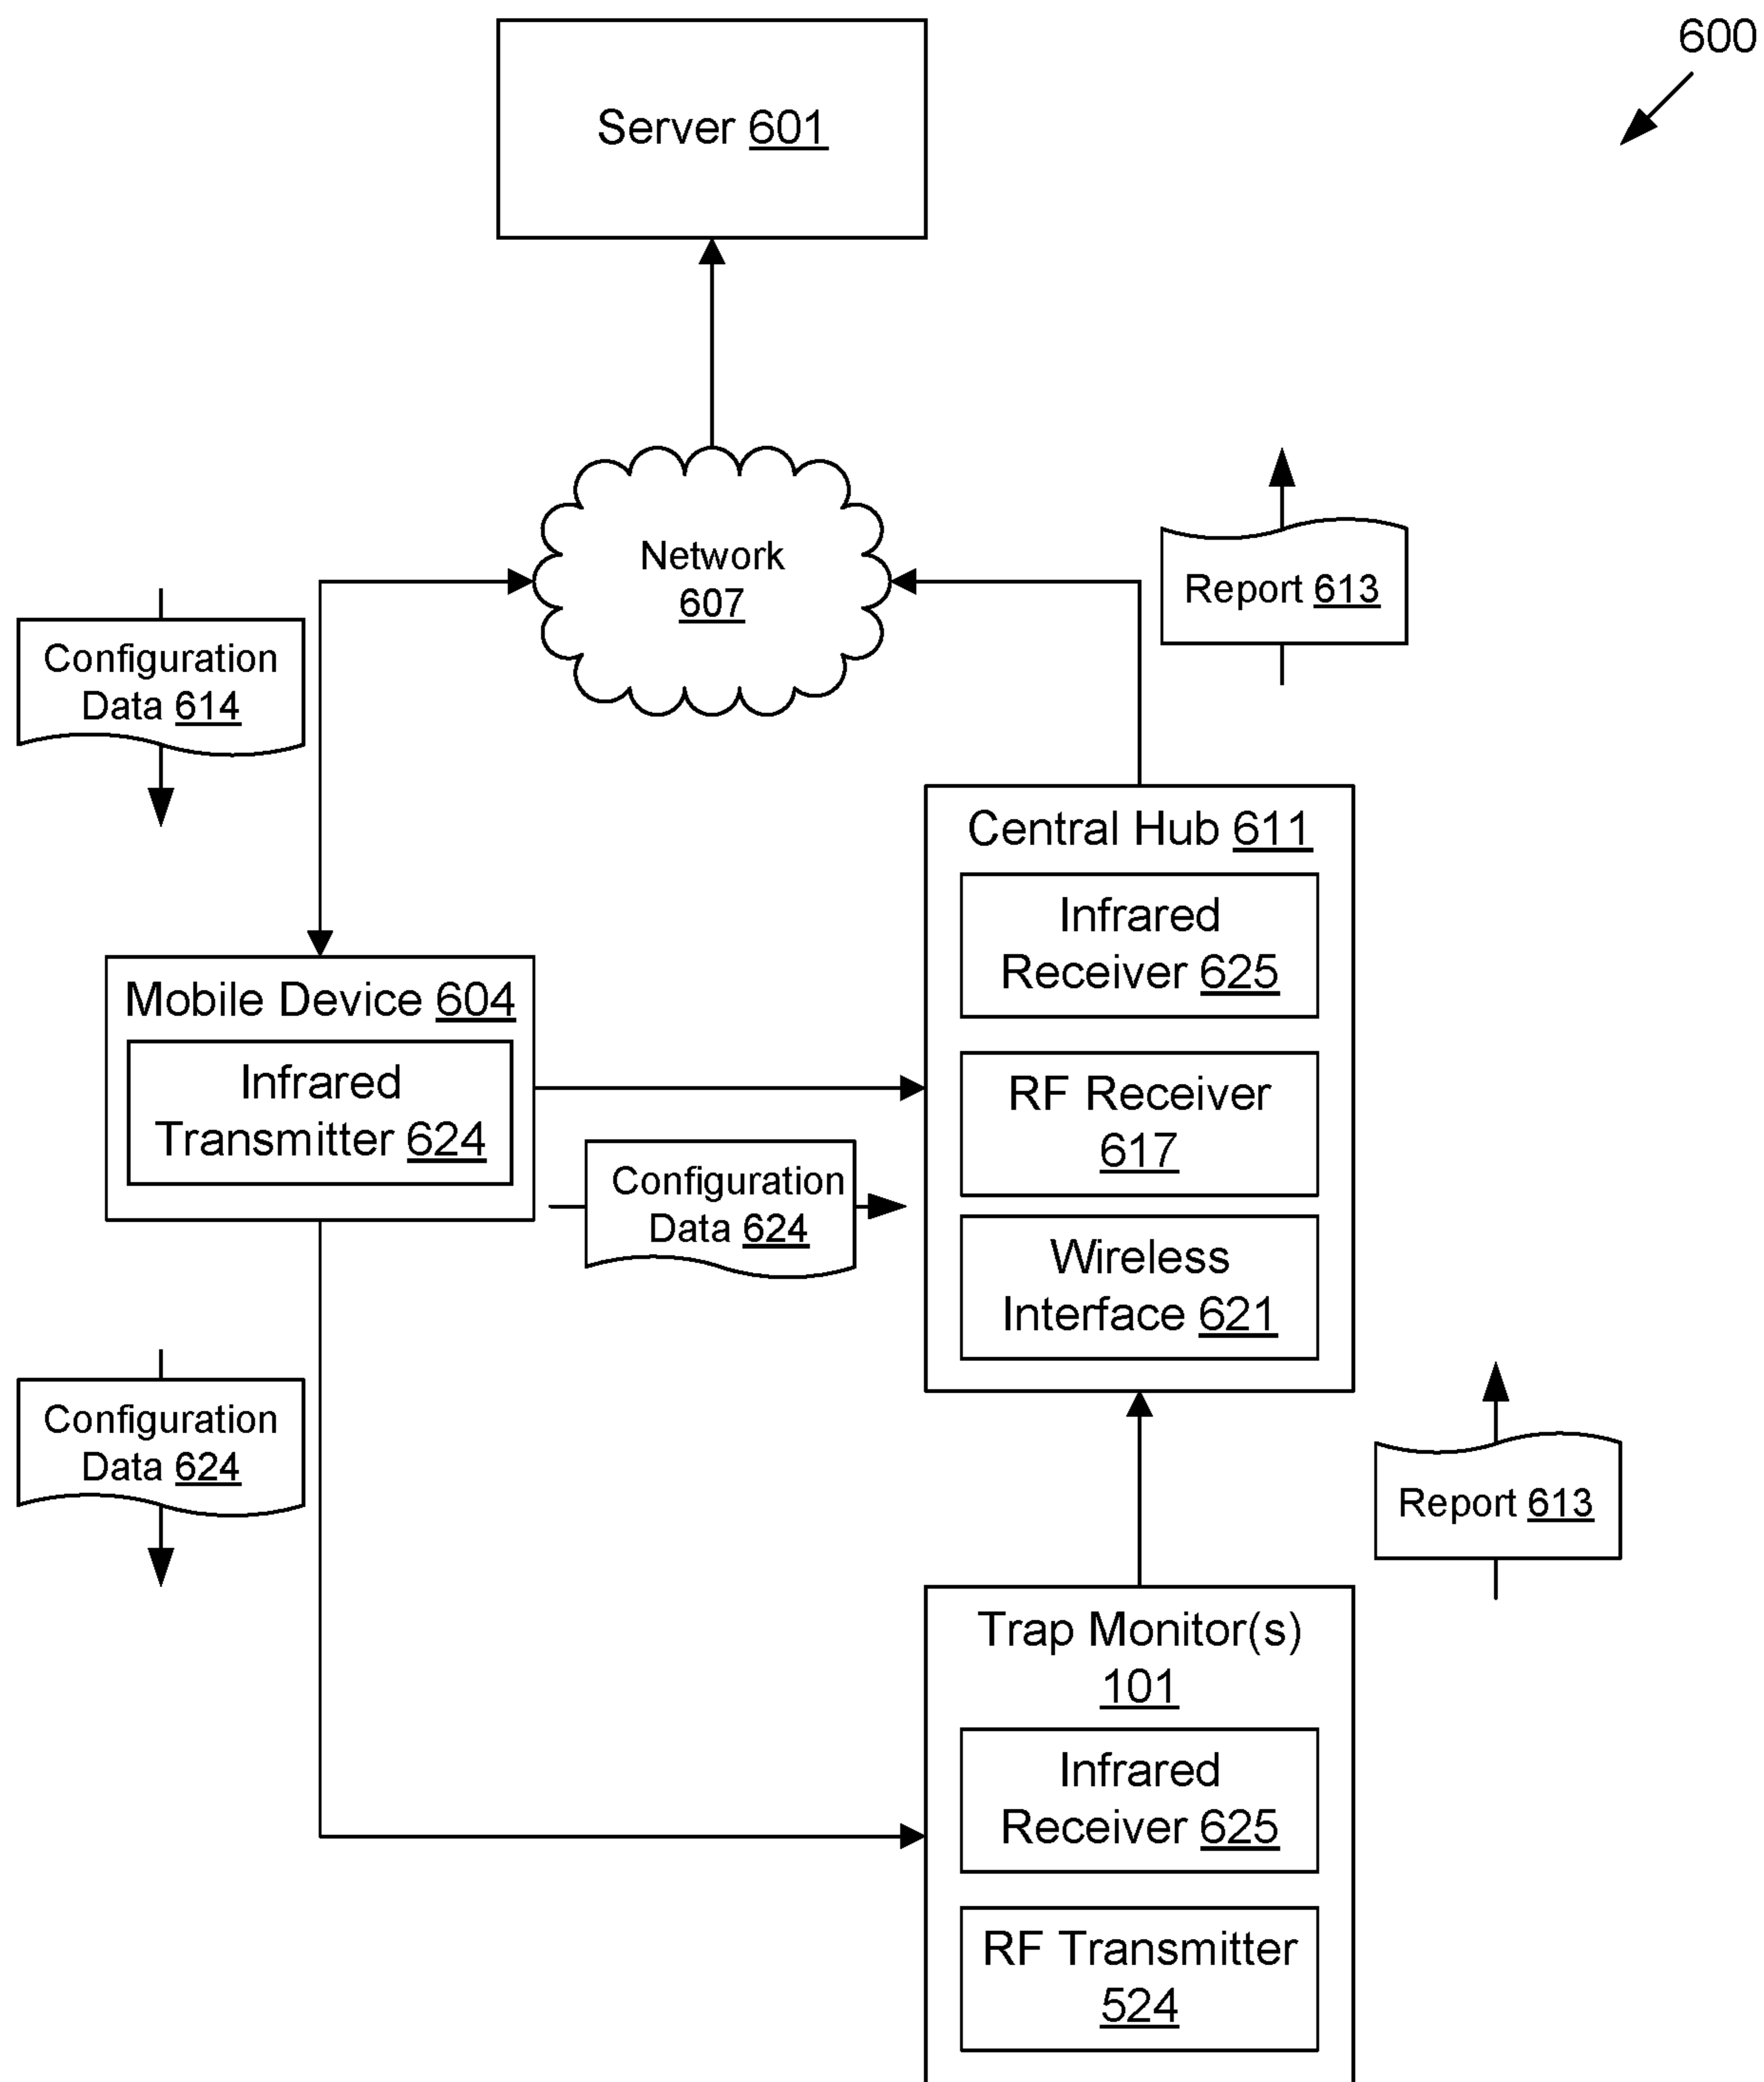 600
Server 601
Network
607
Report 613
Configuration
Data 614
Central Hub 611
Infrared
Receiver 625
Mobile Device 604
Infrared
Transmitter 624
RF Receiver
617
Configuration
Data 624
Wireless
Interface 621
Configuration
Data 624
Report 613
Trap Monitor(s)
101
Infrared
Receiver 625
RF Transmitter
524